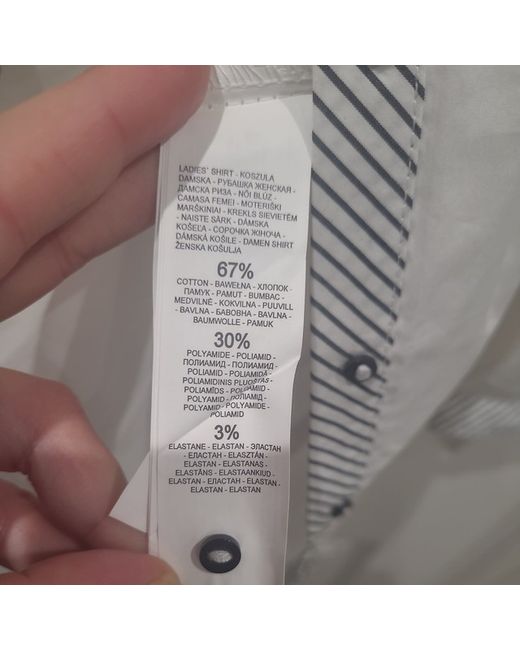 LADIES' SHIRT - KOSZULA
DAMSKA - РУБАШКА ЖЕНСКАЯ -
ДАМСКА РИЗА - NŐI BLÚZ -
CAMASA FEMEI - MOTERIŠKI
MARŠKINIAI - KREKLS SIEVIETĒM
- NAISTE SÄRK - DÁMSKA
KOŠEĽA - СОРОЧКА ЖІНОЧА -
DÁMSKÁ KOŠILE - DAMEN SHIRT
ŽENSKA KOŠULJA
67%
COTTON - BAWEŁNA - ХЛОПОК -
ПАМУК - PAMUT - BUMBAC -
MEDVILNĖ - KOKVILNA - PUUVILL
- BAVLNA - БАВОВНА - BAVLNA -
BAUMWOLLE - PAMUK
30%
POLYAMIDE - POLIAMID -
ПОЛИАМИД - ПОЛИАМИД -
POLIAMID - POLIAMIDĂ -
POLIAMIDINIS PLUOŠTAS -
POLIAMĪDS - POLIAMIID -
POLYAMID - ПОЛІАМІД -
POLYAMID - POLYAMIDE -
POLIAMID
3%
ELASTANE - ELASTAN - ЭЛАСТАН
- ЕЛАСТАН - ELASZTÁN -
ELASTAN - ELASTANAS -
ELASTĀNS - ELASTAANKIUD -
ELASTAN - ЕЛАСТАН - ELASTAN -
ELASTAN - ELASTAN